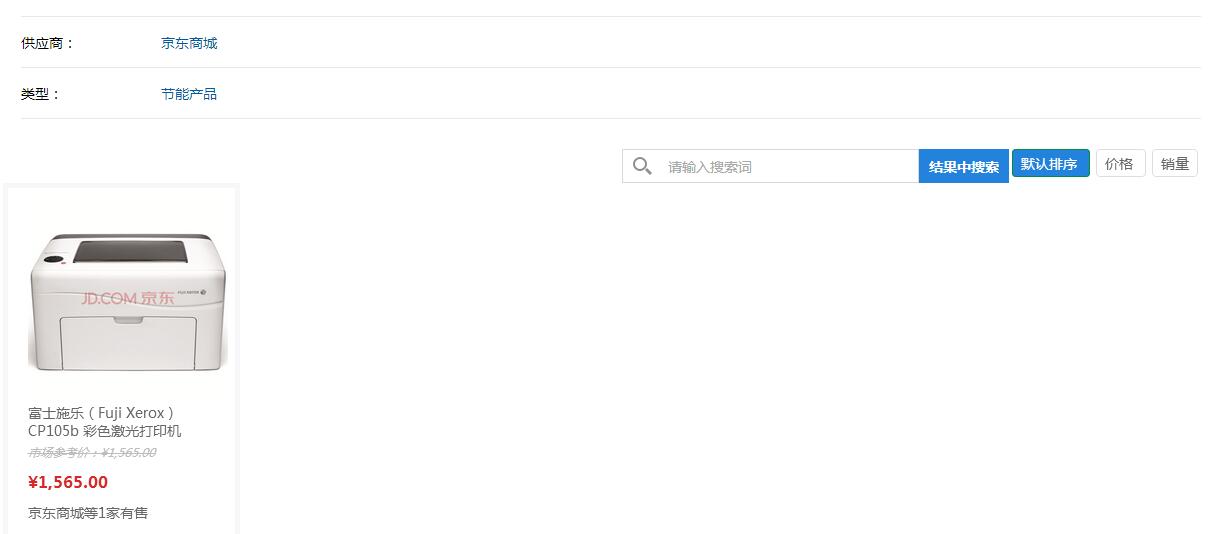 供应商： 京东商城
类型： 节能产品
请输入搜索词 结果中搜索 默认排序 价格 销量
JD.COM 京东 FUJI XEROX
富士施乐（Fuji Xerox）
CP105b 彩色激光打印机
市场参考价：¥1,565.00
¥1,565.00
京东商城等1家有售